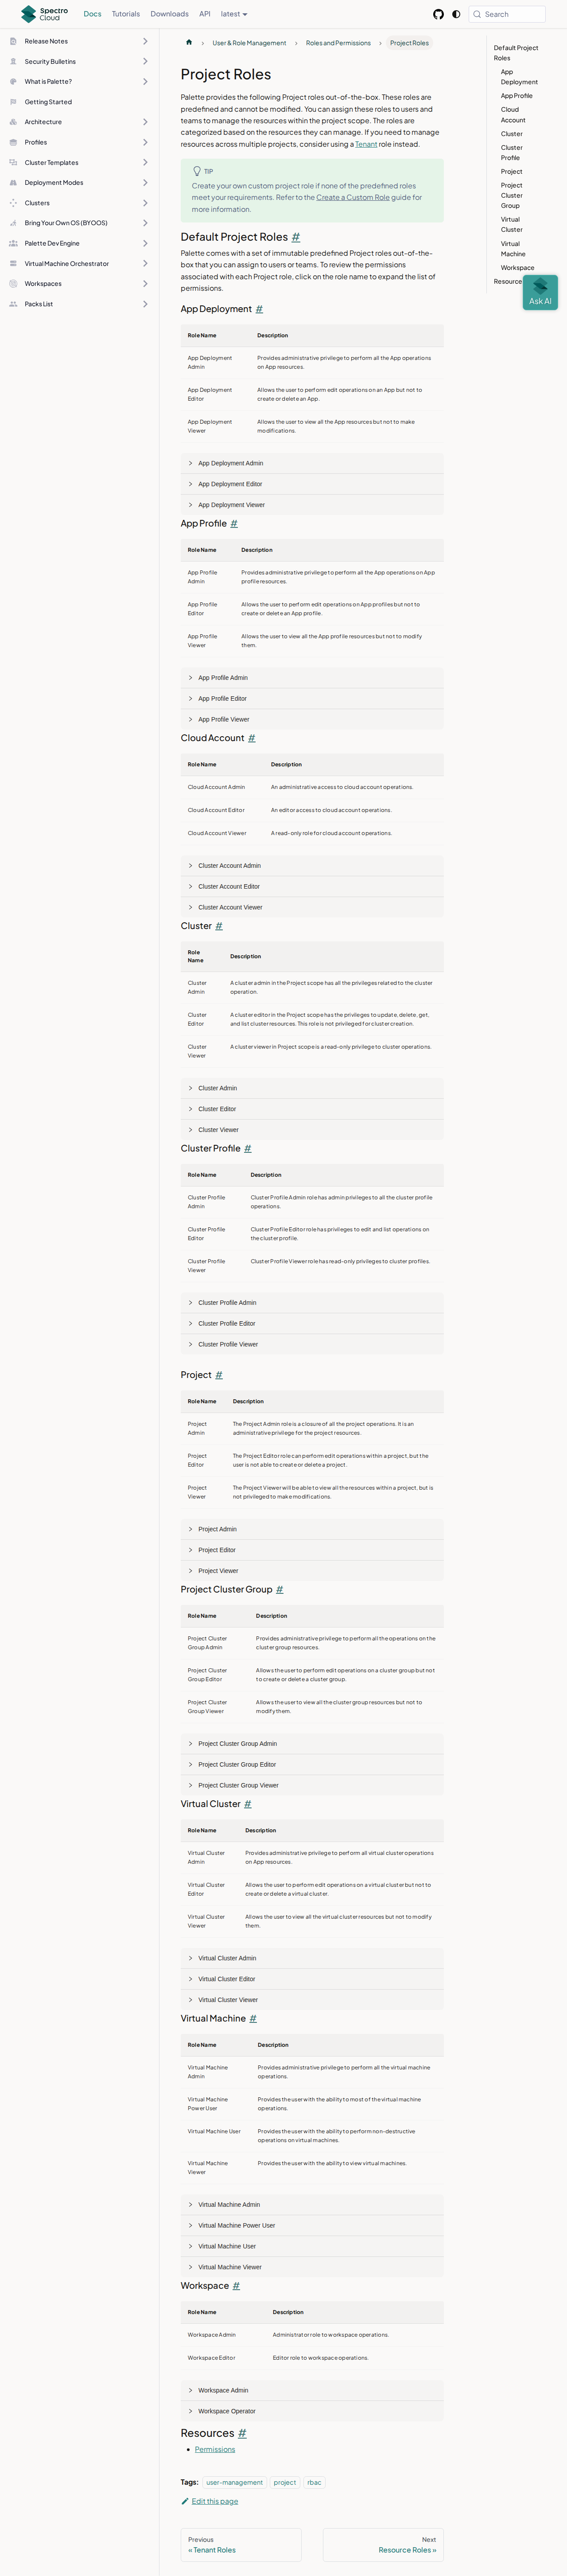 Spectro Cloud
Docs
Tutorials
Downloads
API
latest
Search
Release Notes
Security Bulletins
What is Palette?
Getting Started
Architecture
Profiles
Cluster Templates
Deployment Modes
Clusters
Bring Your Own OS (BYOOS)
Palette Dev Engine
Virtual Machine Orchestrator
Workspaces
Packs List
User & Role Management
Roles and Permissions
Project Roles
Project Roles
Palette provides the following Project roles out-of-the-box. These roles are
predefined and cannot be modified. You can assign these roles to users and
teams to manage the resources within the project scope. The roles are
categorized based on the resources they can manage. If you need to manage
resources across multiple projects, consider using a Tenant role instead.
TIP
Create your own custom project role if none of the predefined roles
meet your requirements. Refer to the Create a Custom Role guide for
more information.
Default Project Roles #
Palette comes with a set of immutable predefined Project roles out-of-the-
box that you can assign to users or teams. To review the permissions
associated with each Project role, click on the role name to expand the list of
permissions.
App Deployment #
Role Name Description
App Deployment Admin Provides administrative privilege to perform all the App operations on App resources.
App Deployment Editor Allows the user to perform edit operations on an App but not to create or delete an App.
App Deployment Viewer Allows the user to view all the App resources but not to make modifications.
App Deployment Admin
App Deployment Editor
App Deployment Viewer
App Profile #
Role Name Description
App Profile Admin Provides administrative privilege to perform all the App operations on App profile resources.
App Profile Editor Allows the user to perform edit operations on App profiles but not to create or delete an App profile.
App Profile Viewer Allows the user to view all the App profile resources but not to modify them.
App Profile Admin
App Profile Editor
App Profile Viewer
Cloud Account #
Role Name Description
Cloud Account Admin An administrative access to cloud account operations.
Cloud Account Editor An editor access to cloud account operations.
Cloud Account Viewer A read-only role for cloud account operations.
Cluster Account Admin
Cluster Account Editor
Cluster Account Viewer
Cluster #
Role Name Description
Cluster Admin A cluster admin in the Project scope has all the privileges related to the cluster operation.
Cluster Editor A cluster editor in the Project scope has the privileges to update, delete, get, and list cluster resources. This role is not privileged for cluster creation.
Cluster Viewer A cluster viewer in Project scope is a read-only privilege to cluster operations.
Cluster Admin
Cluster Editor
Cluster Viewer
Cluster Profile #
Role Name Description
Cluster Profile Admin Cluster Profile Admin role has admin privileges to all the cluster profile operations.
Cluster Profile Editor Cluster Profile Editor role has privileges to edit and list operations on the cluster profile.
Cluster Profile Viewer Cluster Profile Viewer role has read-only privileges to cluster profiles.
Cluster Profile Admin
Cluster Profile Editor
Cluster Profile Viewer
Project #
Role Name Description
Project Admin The Project Admin role is a closure of all the project operations. It is an administrative privilege for the project resources.
Project Editor The Project Editor role can perform edit operations within a project, but the user is not able to create or delete a project.
Project Viewer The Project Viewer will be able to view all the resources within a project, but is not privileged to make modifications.
Project Admin
Project Editor
Project Viewer
Project Cluster Group #
Role Name Description
Project Cluster Group Admin Provides administrative privilege to perform all the operations on the cluster group resources.
Project Cluster Group Editor Allows the user to perform edit operations on a cluster group but not to create or delete a cluster group.
Project Cluster Group Viewer Allows the user to view all the cluster group resources but not to modify them.
Project Cluster Group Admin
Project Cluster Group Editor
Project Cluster Group Viewer
Virtual Cluster #
Role Name Description
Virtual Cluster Admin Provides administrative privilege to perform all virtual cluster operations on App resources.
Virtual Cluster Editor Allows the user to perform edit operations on a virtual cluster but not to create or delete a virtual cluster.
Virtual Cluster Viewer Allows the user to view all the virtual cluster resources but not to modify them.
Virtual Cluster Admin
Virtual Cluster Editor
Virtual Cluster Viewer
Virtual Machine #
Role Name Description
Virtual Machine Admin Provides administrative privilege to perform all the virtual machine operations.
Virtual Machine Power User Provides the user with the ability to most of the virtual machine operations.
Virtual Machine User Provides the user with the ability to perform non-destructive operations on virtual machines.
Virtual Machine Viewer Provides the user with the ability to view virtual machines.
Virtual Machine Admin
Virtual Machine Power User
Virtual Machine User
Virtual Machine Viewer
Workspace #
Role Name Description
Workspace Admin Administrator role to workspace operations.
Workspace Editor Editor role to workspace operations.
Workspace Admin
Workspace Operator
Resources #
Permissions
Tags: user-management project rbac
Edit this page
Previous
« Tenant Roles
Next
Resource Roles »
Default Project Roles
App Deployment
App Profile
Cloud Account
Cluster
Cluster Profile
Project
Project Cluster Group
Virtual Cluster
Virtual Machine
Workspace
Resource
Ask AI